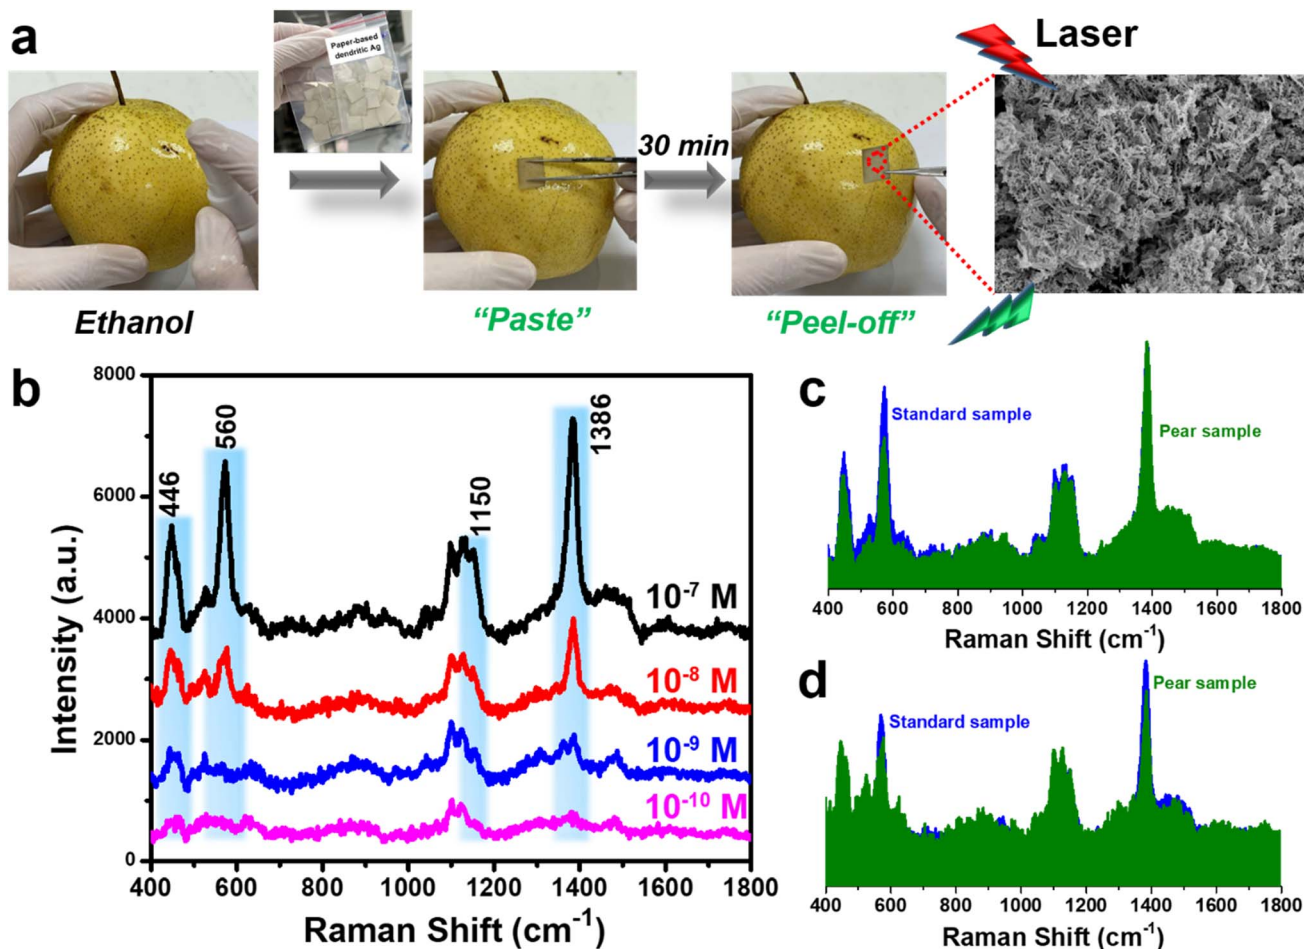 a
Paper-based
dendritic Ag
Laser
30 min
Ethanol
“Paste”
“Peel-off”
b
8000
6000
4000
2000
0
Intensity (a.u.)
446
560
1150
1386
10⁻⁷ M
10⁻⁸ M
10⁻⁹ M
10⁻¹⁰ M
400 600 800 1000 1200 1400 1600 1800
Raman Shift (cm⁻¹)
c
Standard sample
Pear sample
400 600 800 1000 1200 1400 1600 1800
Raman Shift (cm⁻¹)
d
Standard sample
Pear sample
400 600 800 1000 1200 1400 1600 1800
Raman Shift (cm⁻¹)